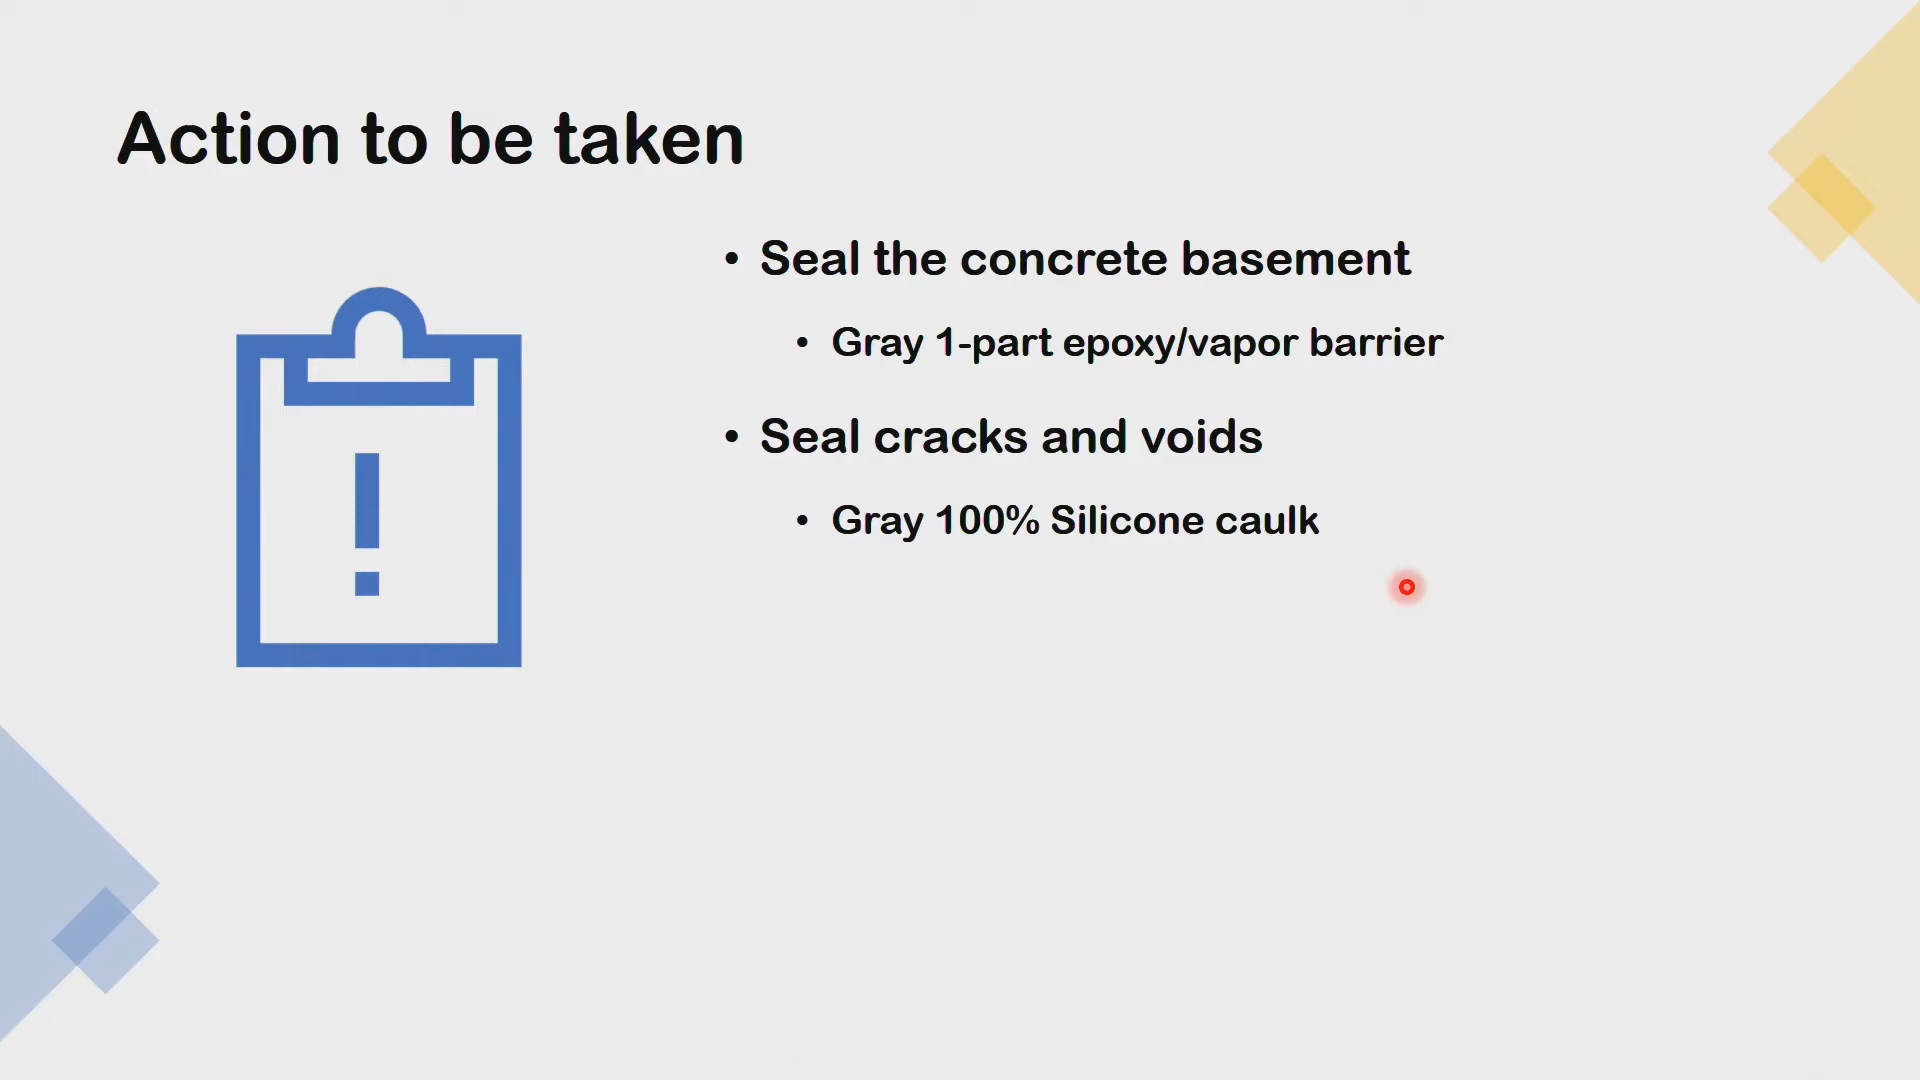 Action to be taken
• Seal the concrete basement
• Gray 1-part epoxy/vapor barrier
• Seal cracks and voids
• Gray 100% Silicone caulk